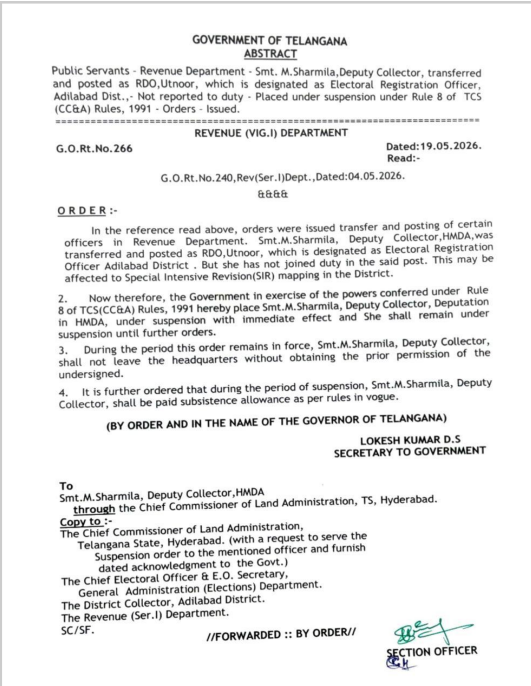 GOVERNMENT OF TELANGANA
ABSTRACT
Public Servants - Revenue Department - Smt. M.Sharmila,Deputy Collector, transferred
and posted as RDO,Utnoor, which is designated as Electoral Registration Officer,
Adilabad Dist.,- Not reported to duty - Placed under suspension under Rule 8 of TCS
(CC&A) Rules, 1991 - Orders - Issued.
================================================================================
REVENUE (VIG.I) DEPARTMENT
G.O.Rt.No.266 Dated:19.05.2026.
Read:-
G.O.Rt.No.240,Rev(Ser.I)Dept.,Dated:04.05.2026.
&&&&
O R D E R :-
In the reference read above, orders were issued transfer and posting of certain
officers in Revenue Department. Smt.M.Sharmila, Deputy Collector,HMDA,was
transferred and posted as RDO,Utnoor, which is designated as Electoral Registration
Officer Adilabad District . But she has not joined duty in the said post. This may be
affected to Special Intensive Revision(SIR) mapping in the District.
2. Now therefore, the Government in exercise of the powers conferred under Rule
8 of TCS(CC&A) Rules, 1991 hereby place Smt.M.Sharmila, Deputy Collector, Deputation
in HMDA, under suspension with immediate effect and She shall remain under
suspension until further orders.
3. During the period this order remains in force, Smt.M.Sharmila, Deputy Collector,
shall not leave the headquarters without obtaining the prior permission of the
undersigned.
4. It is further ordered that during the period of suspension, Smt.M.Sharmila, Deputy
Collector, shall be paid subsistence allowance as per rules in vogue.
(BY ORDER AND IN THE NAME OF THE GOVERNOR OF TELANGANA)
LOKESH KUMAR D.S
SECRETARY TO GOVERNMENT
To
Smt.M.Sharmila, Deputy Collector,HMDA
through the Chief Commissioner of Land Administration, TS, Hyderabad.
Copy to :-
The Chief Commissioner of Land Administration,
Telangana State, Hyderabad. (with a request to serve the
Suspension order to the mentioned officer and furnish
dated acknowledgment to the Govt.)
The Chief Electoral Officer & E.O. Secretary,
General Administration (Elections) Department.
The District Collector, Adilabad District.
The Revenue (Ser.I) Department.
SC/SF.
//FORWARDED :: BY ORDER//
SECTION OFFICER